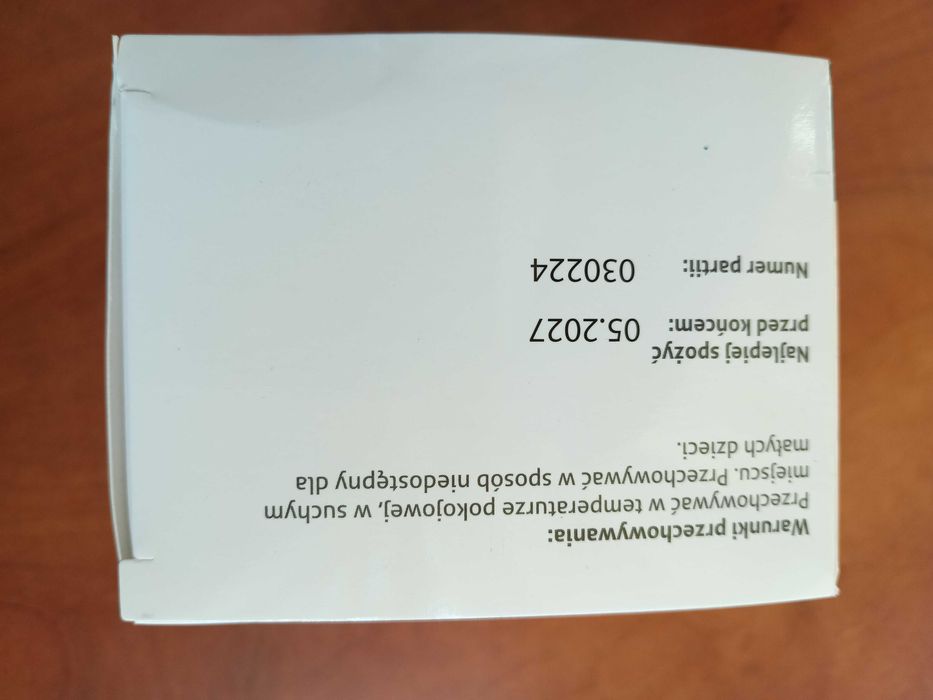 Warunki przechowywania:
Przechowywać w temperaturze pokojowej, w suchym
miejscu. Przechowywać w sposób niedostępny dla
małych dzieci.
Najlepiej spożyć
przed końcem: 05.2027
Numer partii: 030224